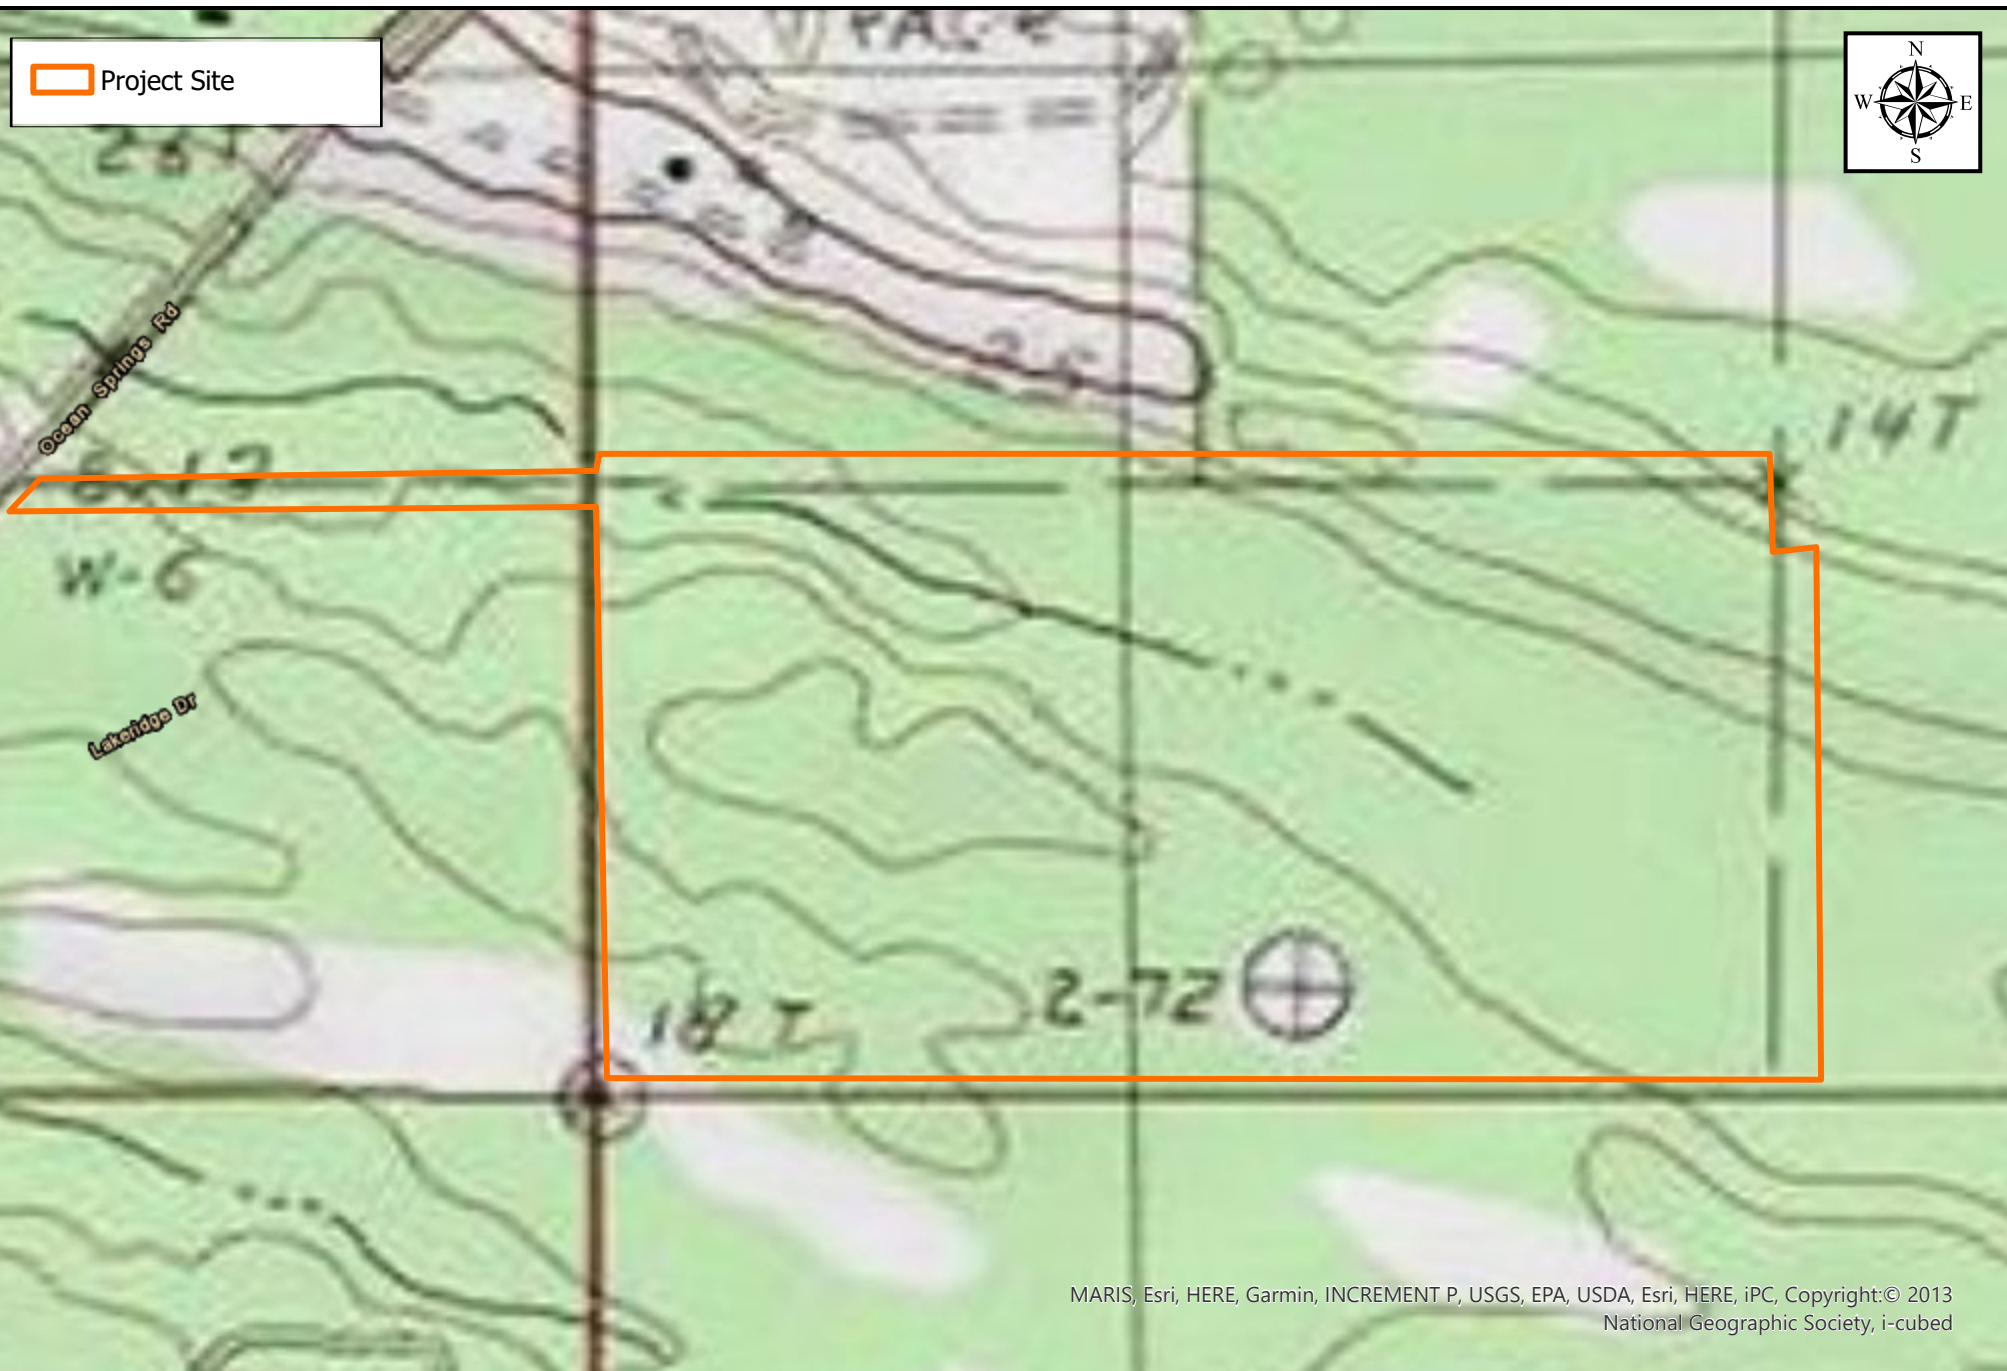 Project Site
N
W E
S
14 T
Ocean Springs Rd
W-6
Lakeridge Dr
2-72
MARIS, Esri, HERE, Garmin, INCREMENT P, USGS, EPA, USDA, Esri, HERE, iPC, Copyright:© 2013
National Geographic Society, i-cubed